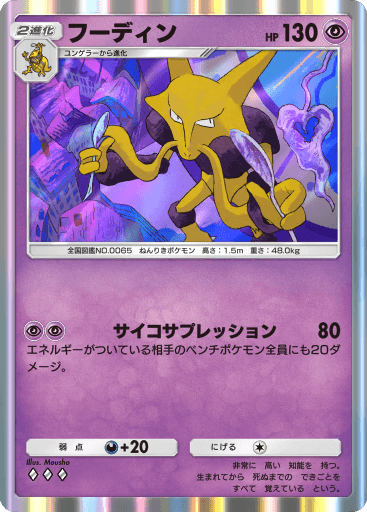 2進化
フーディン
HP 130
ユンゲラーから進化
全国図鑑NO.0065 ねんりきポケモン 高さ：1.5m 重さ：48.0kg
サイコサプレッション 80
エネルギーがついている相手のベンチポケモン全員にも20ダ
メージ。
弱点 +20 にげる
Illus. Mousho
非常に 高い 知能を 持つ。
生まれてから 死ぬまでの できごとを
すべて 覚えている という。